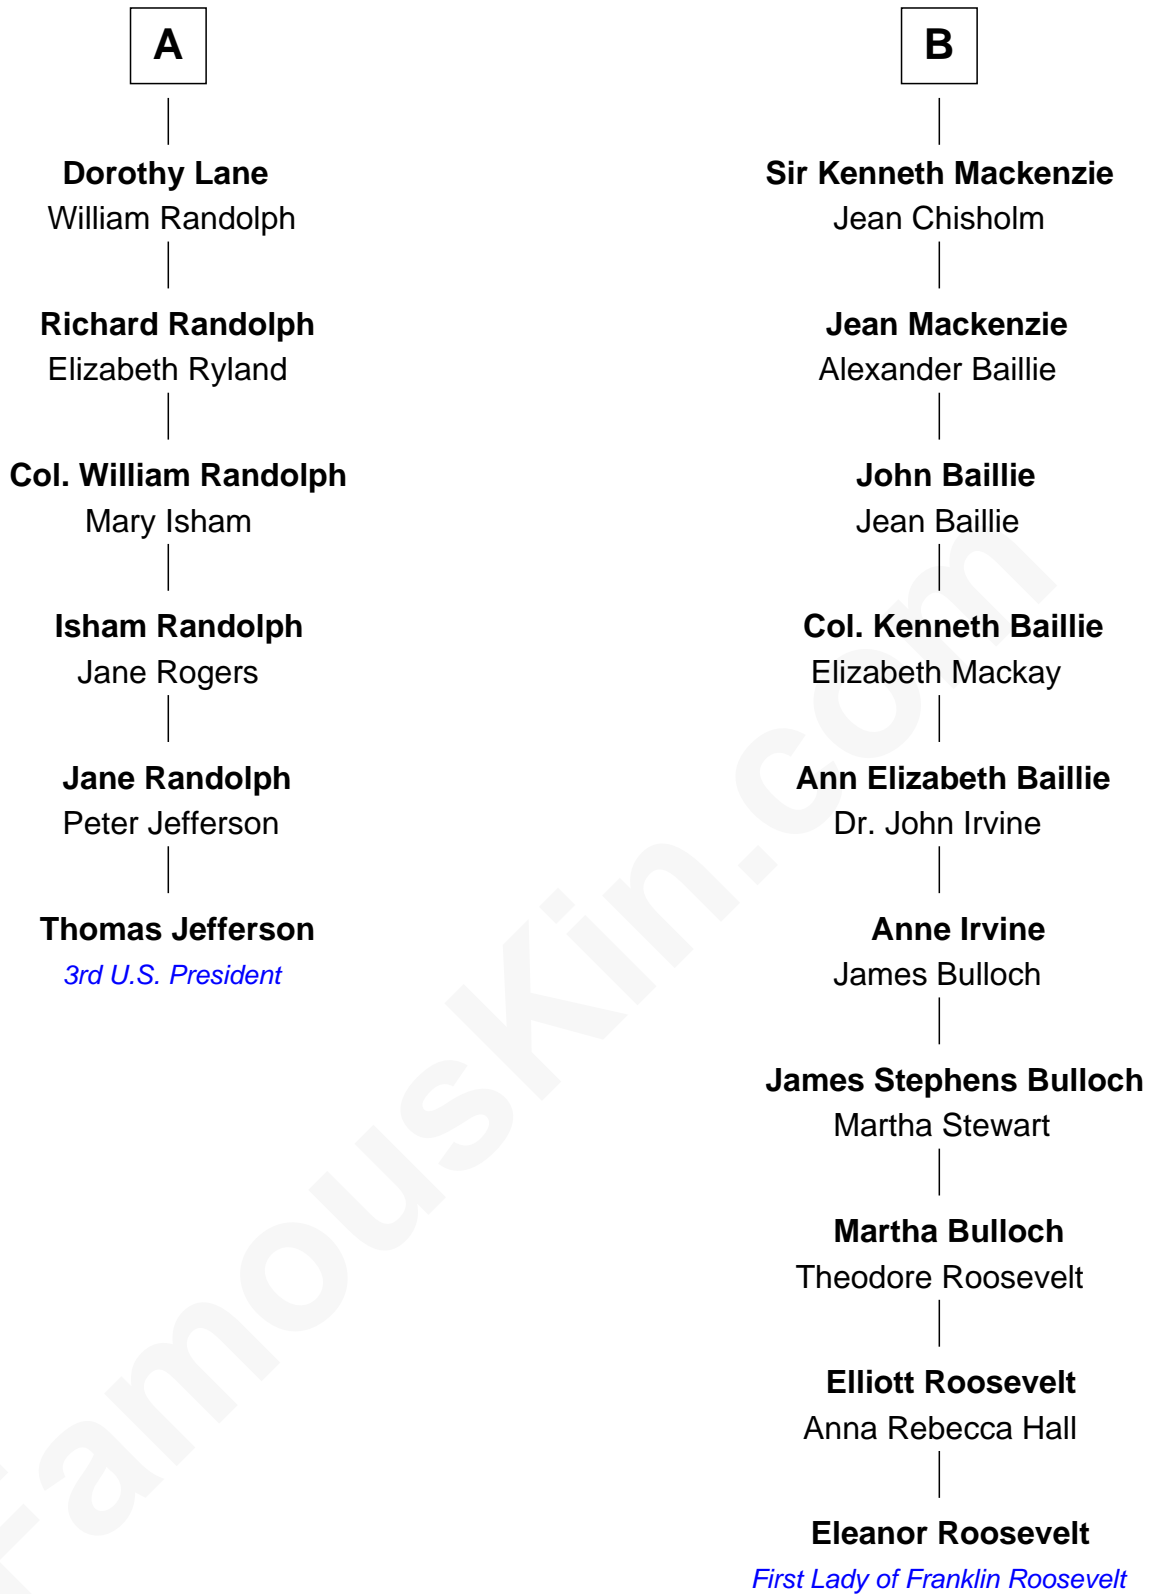 A
Dorothy Lane
William Randolph
Richard Randolph
Elizabeth Ryland
Col. William Randolph
Mary Isham
Isham Randolph
Jane Rogers
Jane Randolph
Peter Jefferson
Thomas Jefferson
3rd U.S. President
B
Sir Kenneth Mackenzie
Jean Chisholm
Jean Mackenzie
Alexander Baillie
John Baillie
Jean Baillie
Col. Kenneth Baillie
Elizabeth Mackay
Ann Elizabeth Baillie
Dr. John Irvine
Anne Irvine
James Bulloch
James Stephens Bulloch
Martha Stewart
Martha Bulloch
Theodore Roosevelt
Elliott Roosevelt
Anna Rebecca Hall
Eleanor Roosevelt
First Lady of Franklin Roosevelt
FamousKin.com